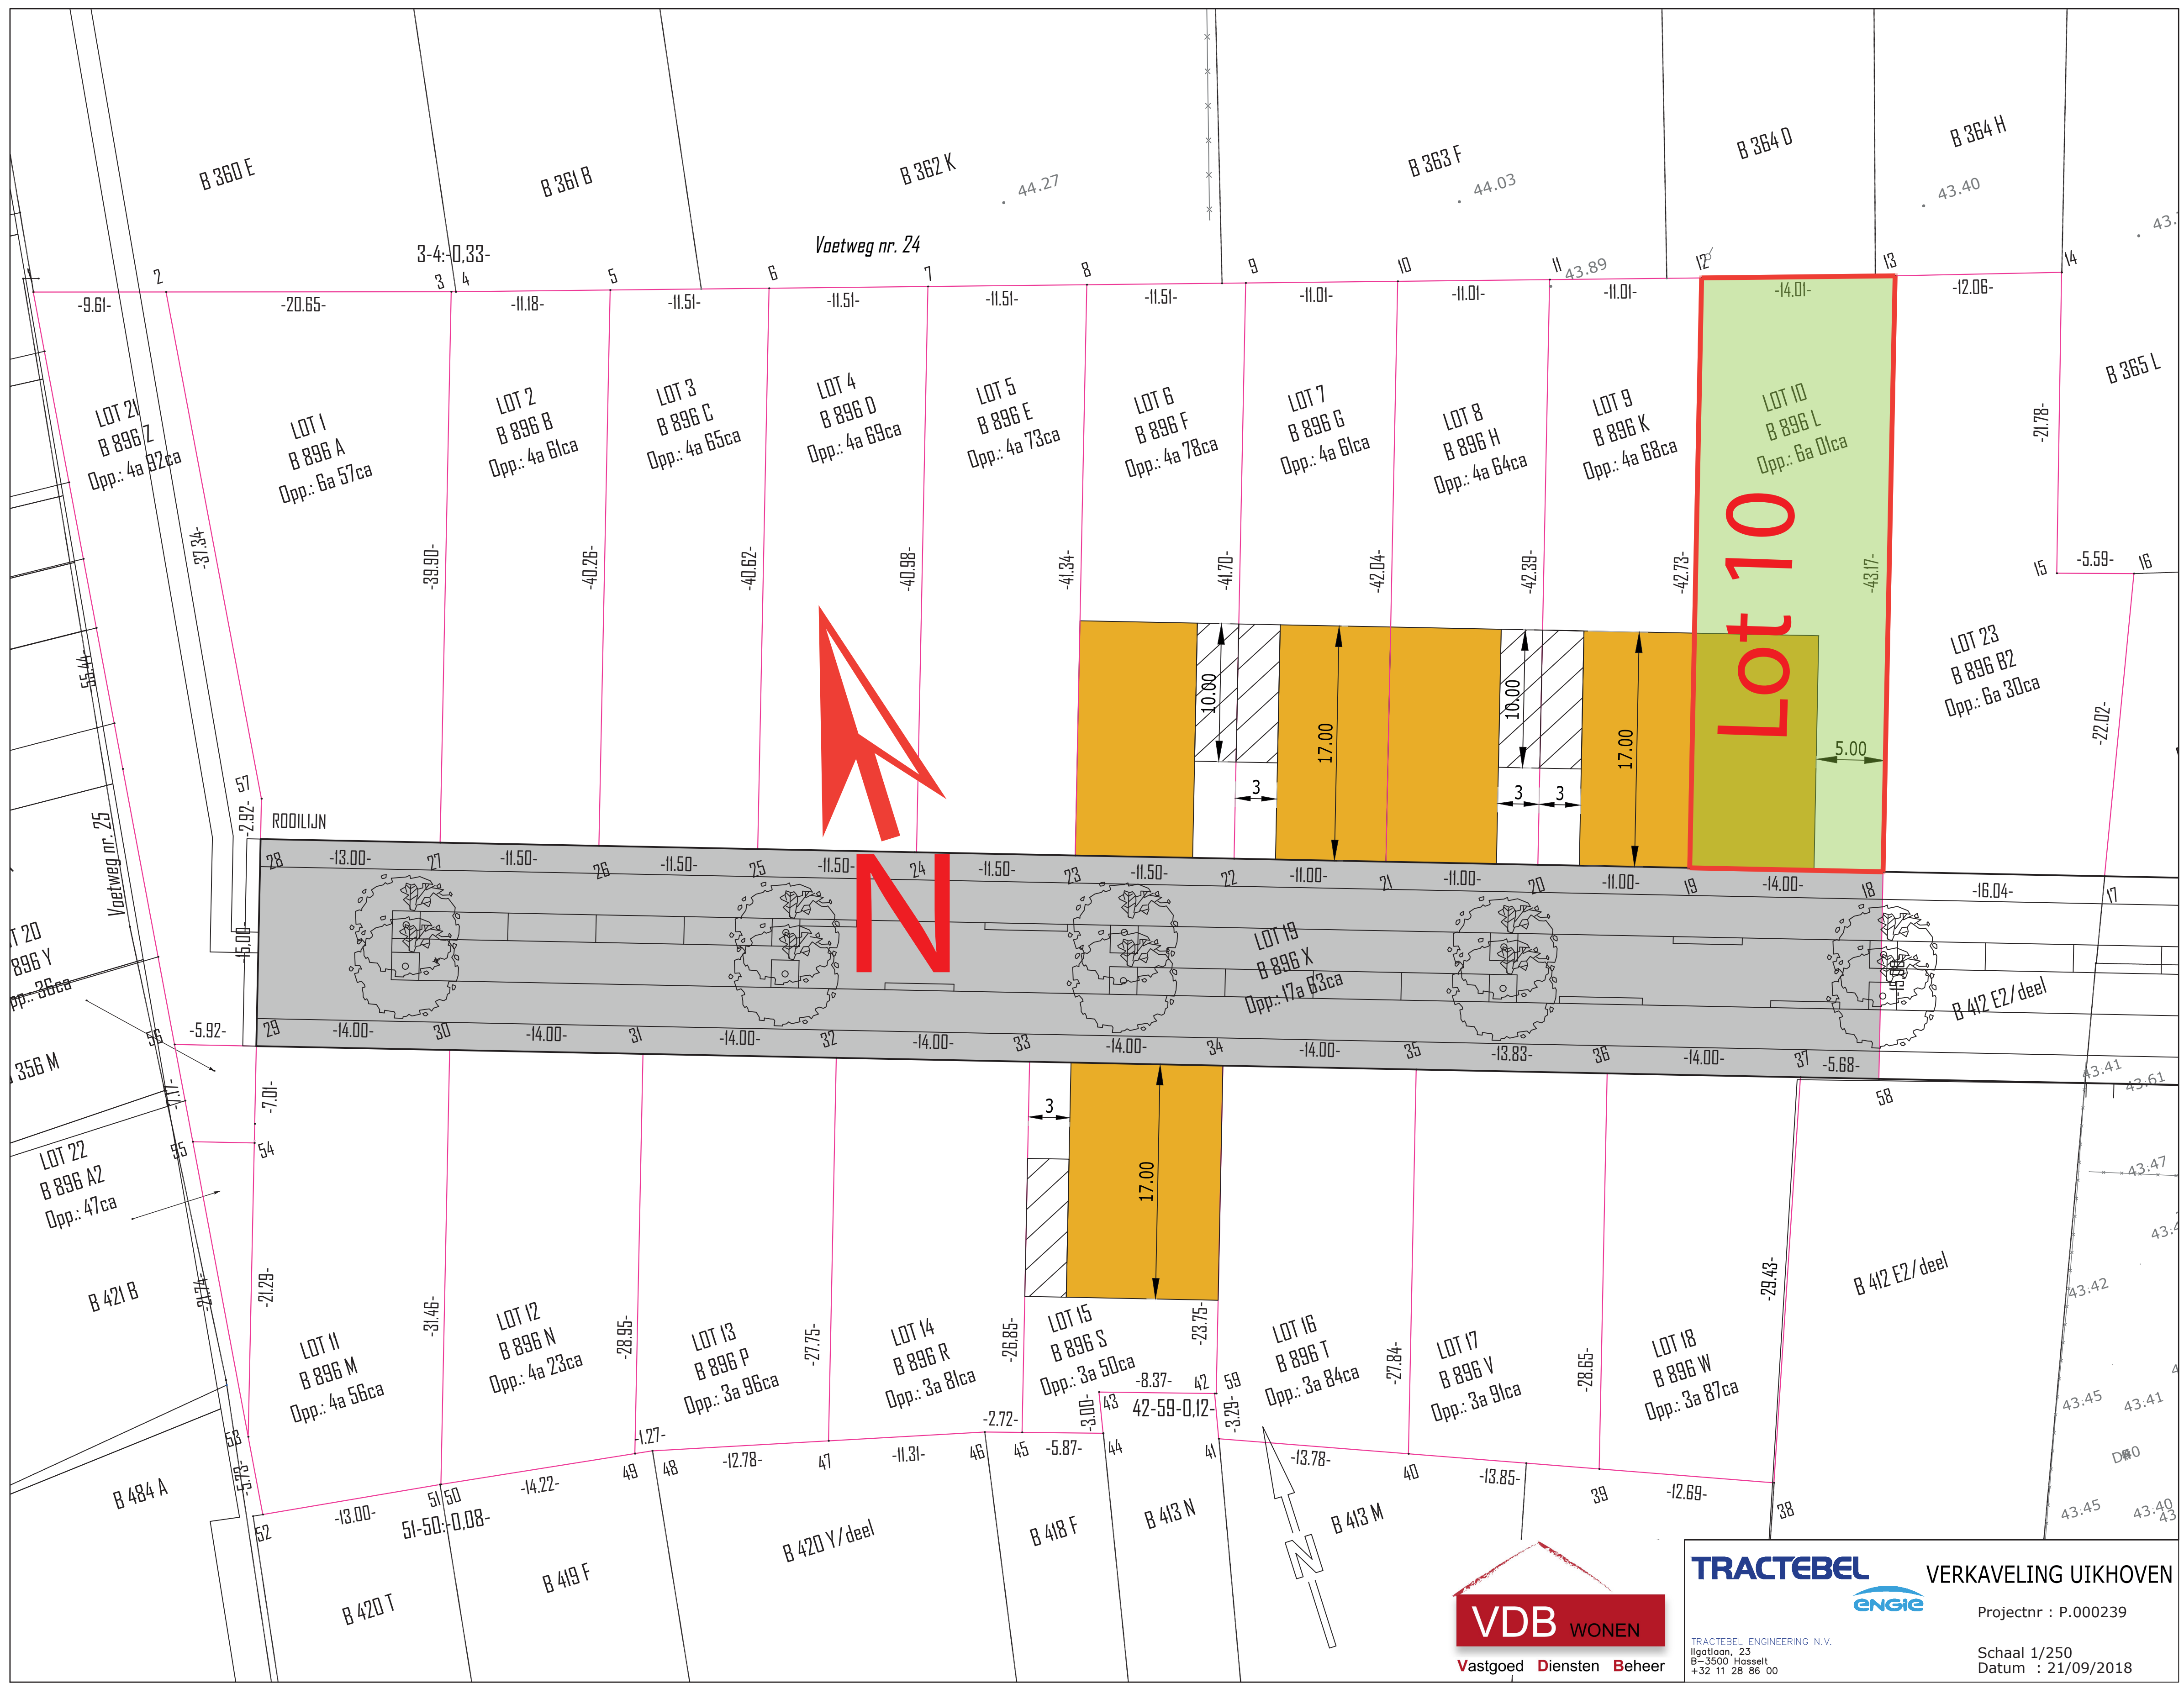 B 360 E
B 361 B
B 362 K
44.27
B 363 F
44.03
B 364 D
B 364 H
43.40
Voetweg nr. 24
3-4:-0,33-
1
2
3
4
5
6
7
8
9
10
11
43.89
12
13
14
-9.61-
-20.65-
-11.18-
-11.51-
-11.51-
-11.51-
-11.51-
-11.01-
-11.01-
-11.01-
-14.01-
-12.06-
B 365 L
LOT 21
B 896 Z
Opp.: 4a 92ca
LOT 1
B 896 A
Opp.: 6a 57ca
LOT 2
B 896 B
Opp.: 4a 61ca
LOT 3
B 896 C
Opp.: 4a 65ca
LOT 4
B 896 D
Opp.: 4a 69ca
LOT 5
B 896 E
Opp.: 4a 73ca
LOT 6
B 896 F
Opp.: 4a 78ca
LOT 7
B 896 G
Opp.: 4a 61ca
LOT 8
B 896 H
Opp.: 4a 64ca
LOT 9
B 896 K
Opp.: 4a 68ca
LOT 10
B 896 L
Opp.: 6a 01ca
-21.78-
-37.34-
-39.90-
-40.26-
-40.62-
-40.98-
-41.34-
-41.70-
-42.04-
-42.39-
-42.73-
-43.17-
15
-5.59-
16
Lot 10
LOT 23
B 896 B2
Opp.: 6a 30ca
-22.02-
-55.44-
10.00
17.00
10.00
17.00
5.00
3
3
3
57
-2.92-
ROOILIJN
Voetweg nr. 25
N
28
-13.00-
27
-11.50-
26
-11.50-
25
-11.50-
24
-11.50-
23
-11.50-
22
-11.00-
21
-11.00-
20
-11.00-
19
-14.00-
18
-16.04-
17
-15.00-
LOT 19
B 896 X
Opp.: 17a 63ca
B 412 E2/deel
896 Y
36ca
356 M
56
-5.92-
29
-14.00-
30
-14.00-
31
-14.00-
32
-14.00-
33
-14.00-
34
-14.00-
35
-13.83-
36
-14.00-
37
-5.68-
58
43.41
43.61
-7.17-
-7.01-
55
54
LOT 22
B 896 A2
Opp.: 47ca
3
17.00
43.47
43.42
B 421 B
-21.74-
-21.29-
-31.46-
-28.95-
-27.75-
-26.85-
-23.75-
-27.84-
-28.65-
-29.43-
B 412 E2/deel
LOT 11
B 896 M
Opp.: 4a 56ca
LOT 12
B 896 N
Opp.: 4a 23ca
LOT 13
B 896 P
Opp.: 3a 96ca
LOT 14
B 896 R
Opp.: 3a 81ca
LOT 15
B 896 S
Opp.: 3a 50ca
LOT 16
B 896 T
Opp.: 3a 84ca
LOT 17
B 896 V
Opp.: 3a 91ca
LOT 18
B 896 W
Opp.: 3a 87ca
-8.37-
42
59
43
42-59-0,12-
-3.00-
-3.29-
-2.72-
-5.87-
46
45
44
41
-1.27-
-12.78-
-11.31-
49
48
47
-13.78-
40
-13.85-
39
-12.69-
38
43.45
43.41
53
-5.73-
52
-13.00-
51
50
-14.22-
51-50:-0,08-
B 484 A
B 420 T
B 419 F
B 420 Y/deel
B 418 F
B 413 N
N
B 413 M
43.45
43.40
VDB WONEN
Vastgoed Diensten Beheer
TRACTEBEL
ENGIE
VERKAVELING UIKHOVEN
Projectnr : P.000239
TRACTEBEL ENGINEERING N.V.
Ilgatlaan, 23
B-3500 Hasselt
+32 11 28 86 00
Schaal 1/250
Datum : 21/09/2018